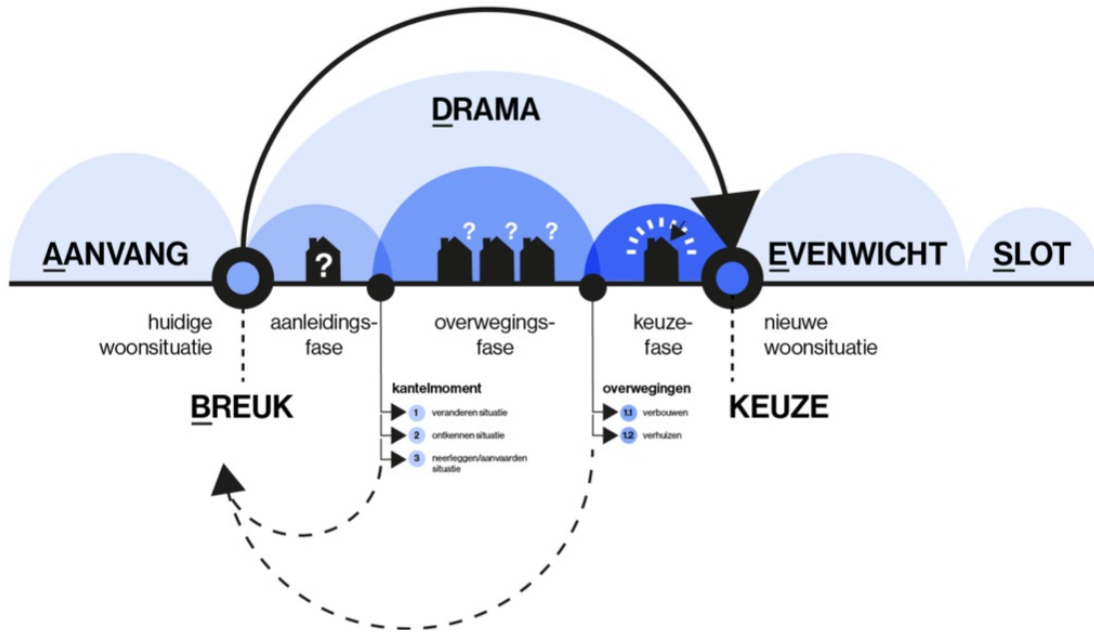 DRAMA
AANVANG
?
? ? ?
EVENWICHT
SLOT
huidige
woonsituatie
aanleidings-
fase
overwegings-
fase
keuze-
fase
nieuwe
woonsituatie
BREUK
kantelmoment
1 veranderen situatie
2 ontkennen situatie
3 neerleggen/aanvaarden
situatie
overwegingen
1.1 verbouwen
1.2 verhuizen
KEUZE